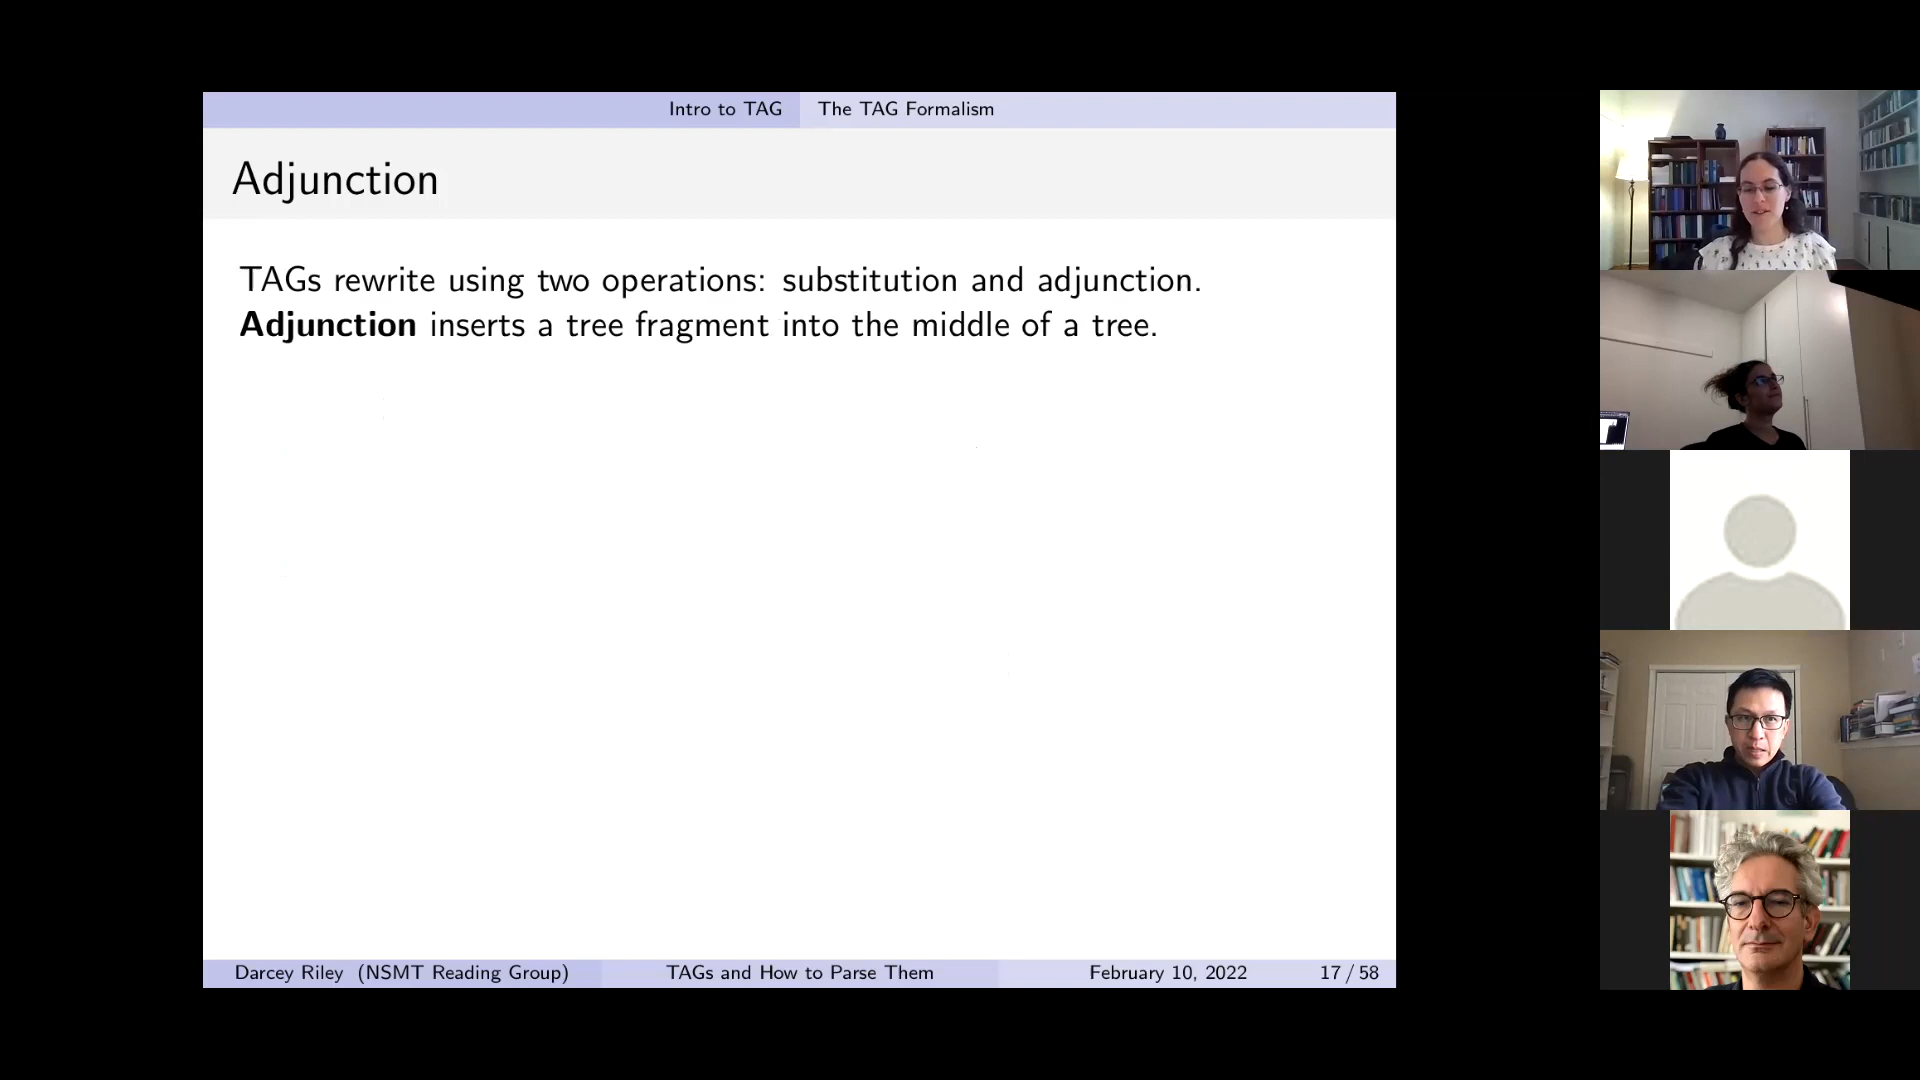 Intro to TAG The TAG Formalism
Adjunction
TAGs rewrite using two operations: substitution and adjunction.
Adjunction inserts a tree fragment into the middle of a tree.
Darcey Riley (NSMT Reading Group) TAGs and How to Parse Them February 10, 2022 17 / 58